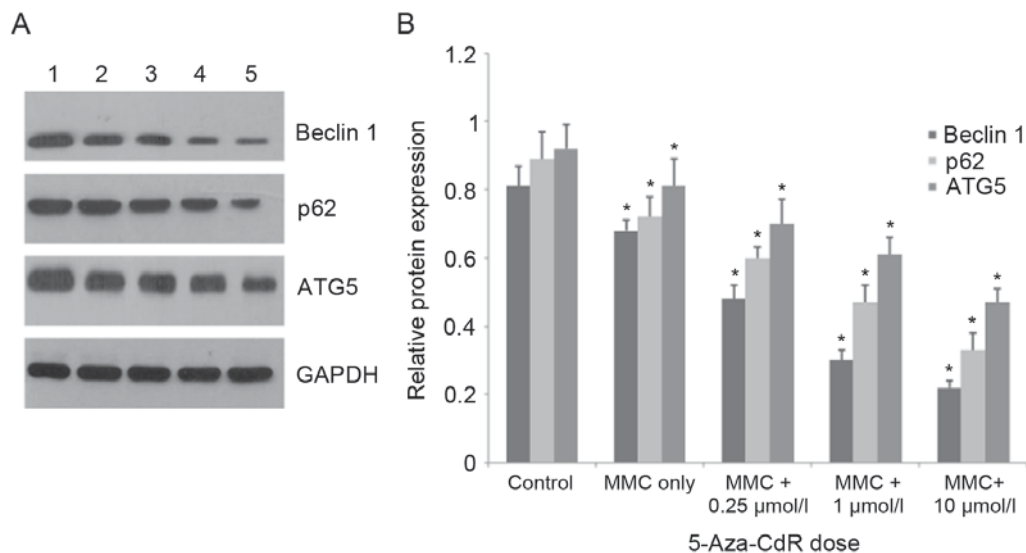 A
1 2 3 4 5
Beclin 1
p62
ATG5
GAPDH
B
Relative protein expression
1.2
1
0.8
0.6
0.4
0.2
0
* * *
* * *
* * *
* * *
Beclin 1
p62
ATG5
Control
MMC only
MMC +
0.25 µmol/l
MMC +
1 µmol/l
MMC+
10 µmol/l
5-Aza-CdR dose